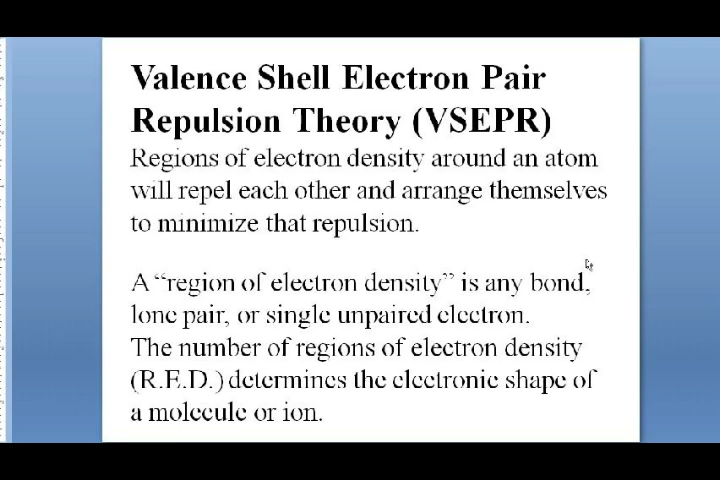 Valence Shell Electron Pair
Repulsion Theory (VSEPR)
Regions of electron density around an atom
will repel each other and arrange themselves
to minimize that repulsion.
A “region of electron density” is any bond,
lone pair, or single unpaired electron.
The number of regions of electron density
(R.E.D.) determines the electronic shape of
a molecule or ion.